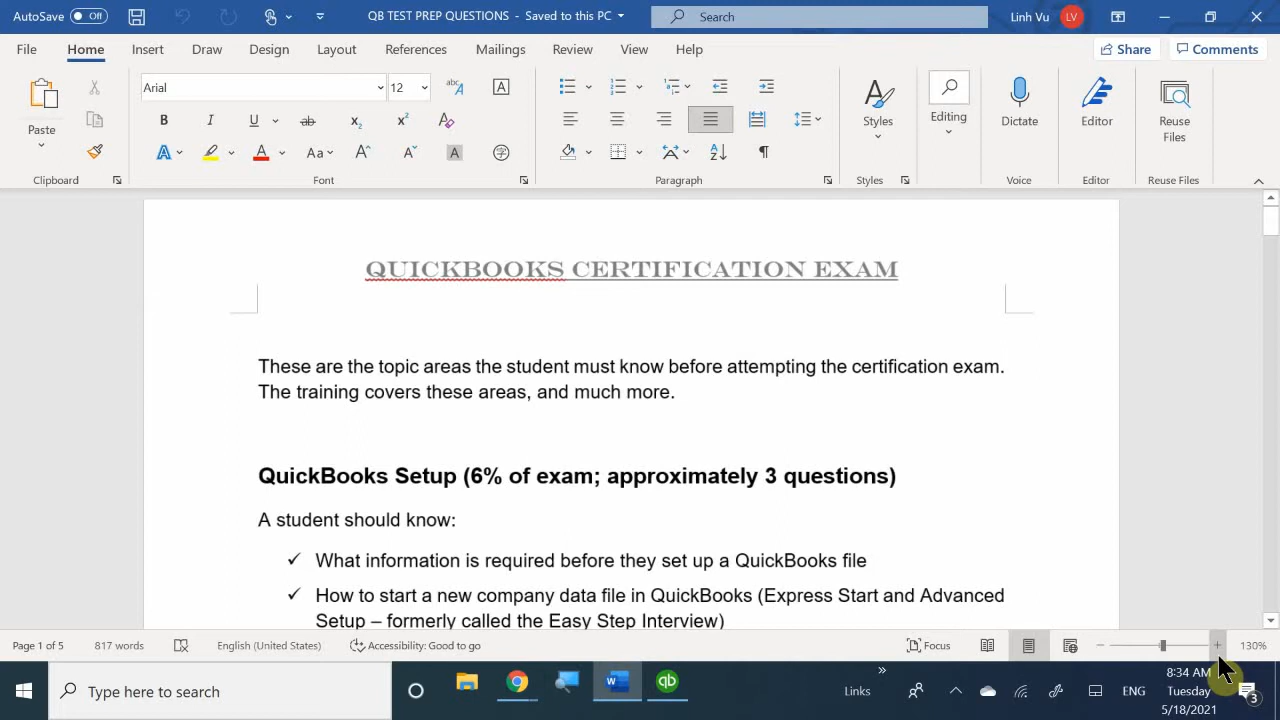 AutoSave Off QB TEST PREP QUESTIONS - Saved to this PC Search Linh Vu LV
File Home Insert Draw Design Layout References Mailings Review View Help Share Comments
Arial 12
Paste Styles Editing Dictate Editor Reuse Files
Clipboard Font Paragraph Styles Voice Editor Reuse Files
QUICKBOOKS CERTIFICATION EXAM
These are the topic areas the student must know before attempting the certification exam.
The training covers these areas, and much more.
QuickBooks Setup (6% of exam; approximately 3 questions)
A student should know:
✓ What information is required before they set up a QuickBooks file
✓ How to start a new company data file in QuickBooks (Express Start and Advanced
Setup – formerly called the Easy Step Interview)
Page 1 of 5 817 words English (United States) Accessibility: Good to go Focus 130%
Type here to search Links ENG 8:34 AM
Tuesday
5/18/2021 3